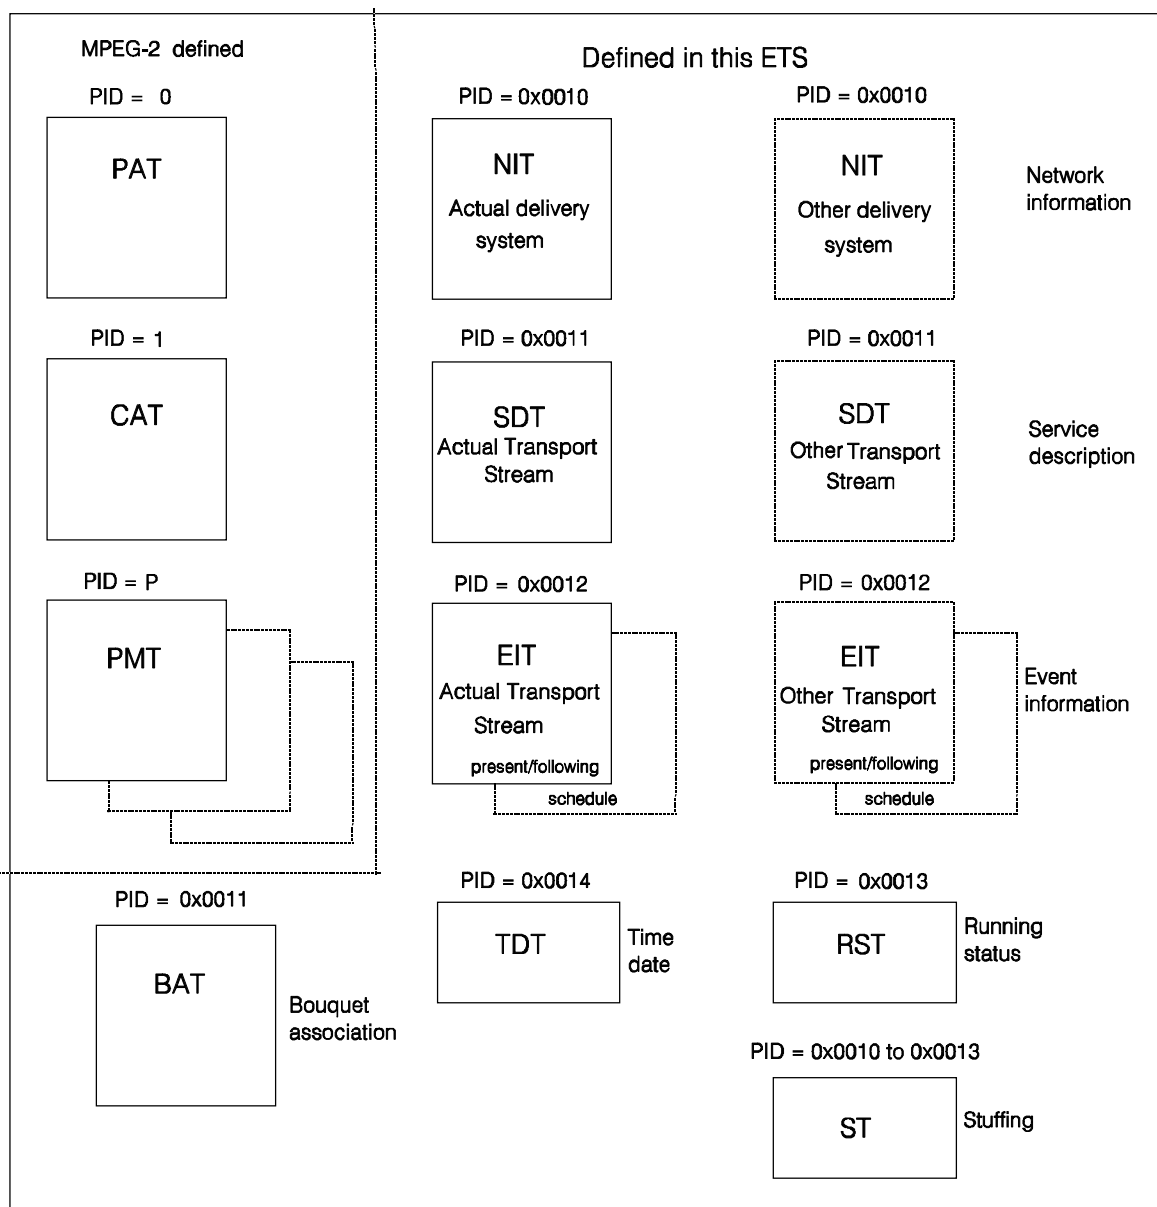 MPEG-2 defined
Defined in this ETS
PID = 0
PAT
PID = 0x0010
NIT
Actual delivery
system
PID = 0x0010
NIT
Other delivery
system
Network
information
PID = 1
CAT
PID = 0x0011
SDT
Actual Transport
Stream
PID = 0x0011
SDT
Other Transport
Stream
Service
description
PID = P
PMT
PID = 0x0012
EIT
Actual Transport
Stream
present/following
schedule
PID = 0x0012
EIT
Other Transport
Stream
present/following
schedule
Event
information
PID = 0x0011
BAT
Bouquet
association
PID = 0x0014
TDT
Time
date
PID = 0x0013
RST
Running
status
PID = 0x0010 to 0x0013
ST
Stuffing